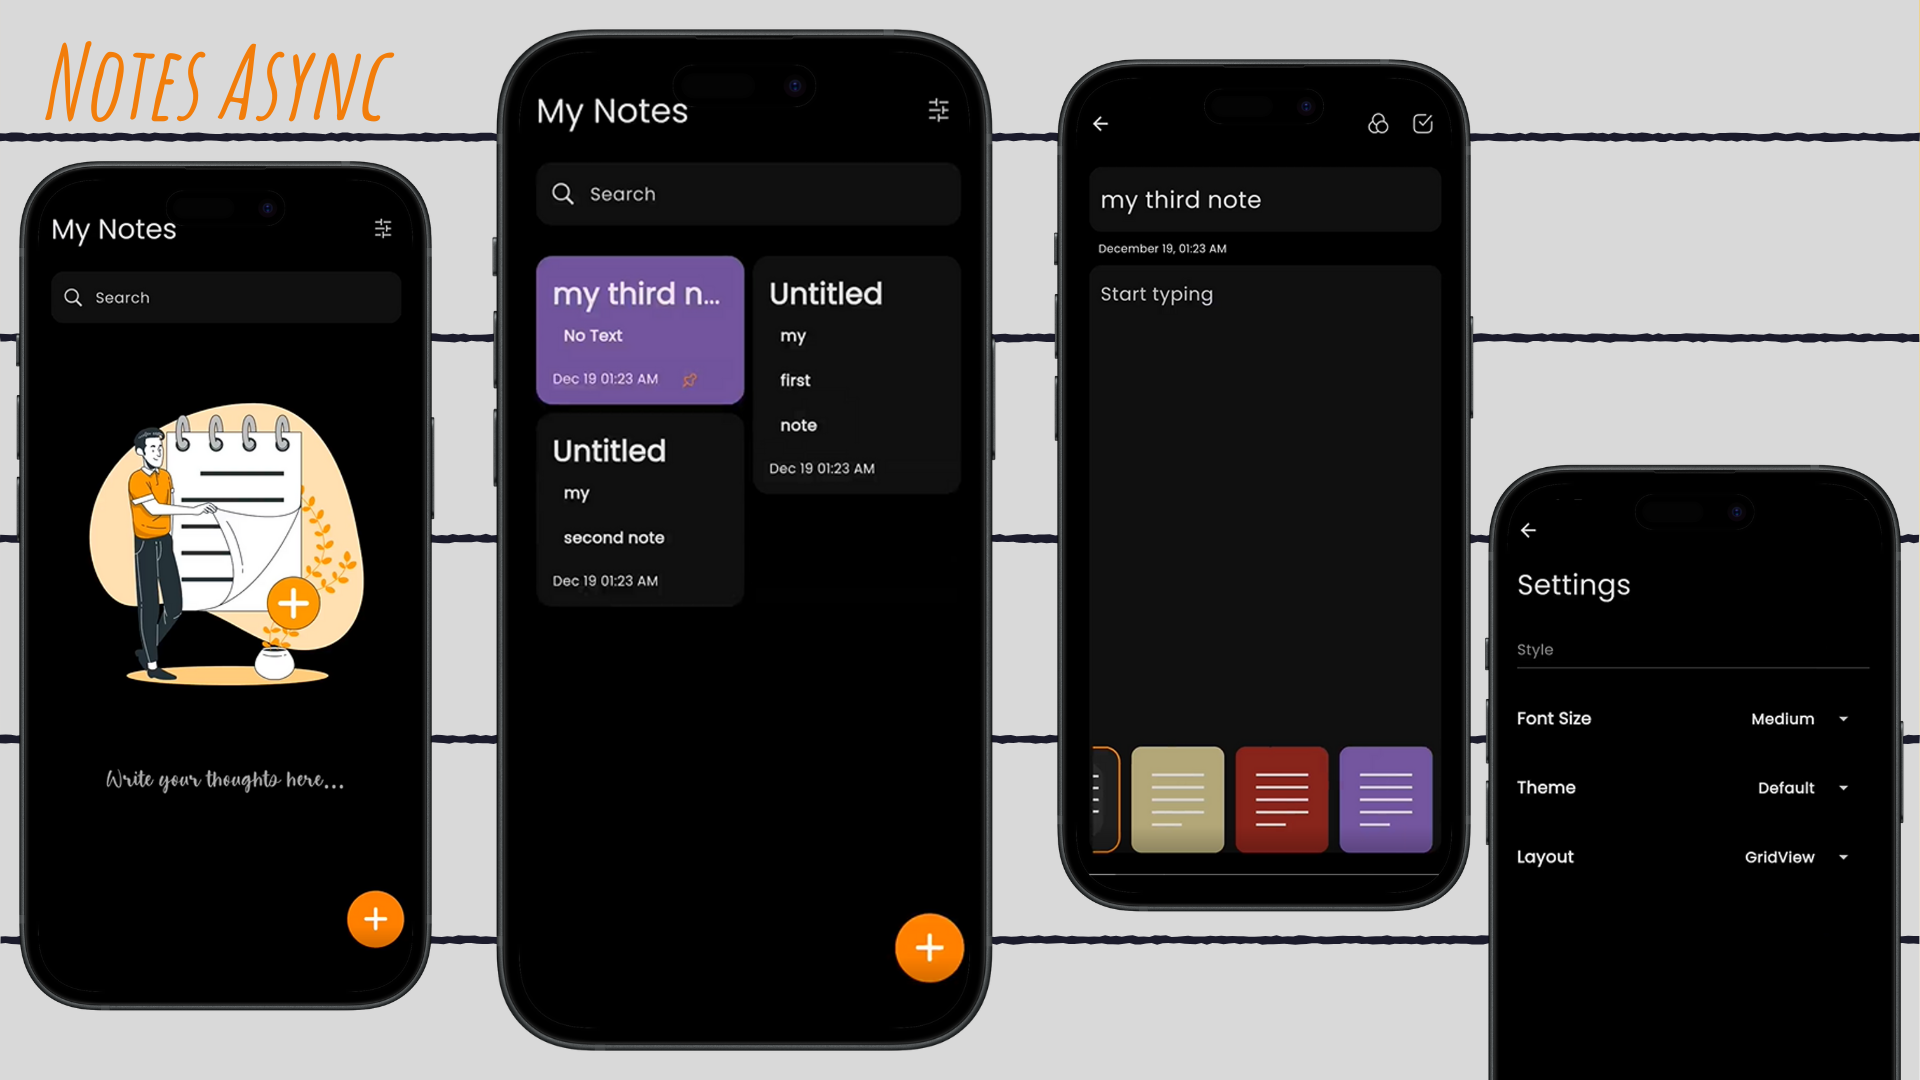 Notes Async
My Notes
Search
Write your thoughts here...
My Notes
Search
my third n...
No Text
Dec 19 01:23 AM
Untitled
my
second note
Dec 19 01:23 AM
Untitled
my
first
note
Dec 19 01:23 AM
my third note
December 19, 01:23 AM
Start typing
Settings
Style
Font Size Medium
Theme Default
Layout GridView